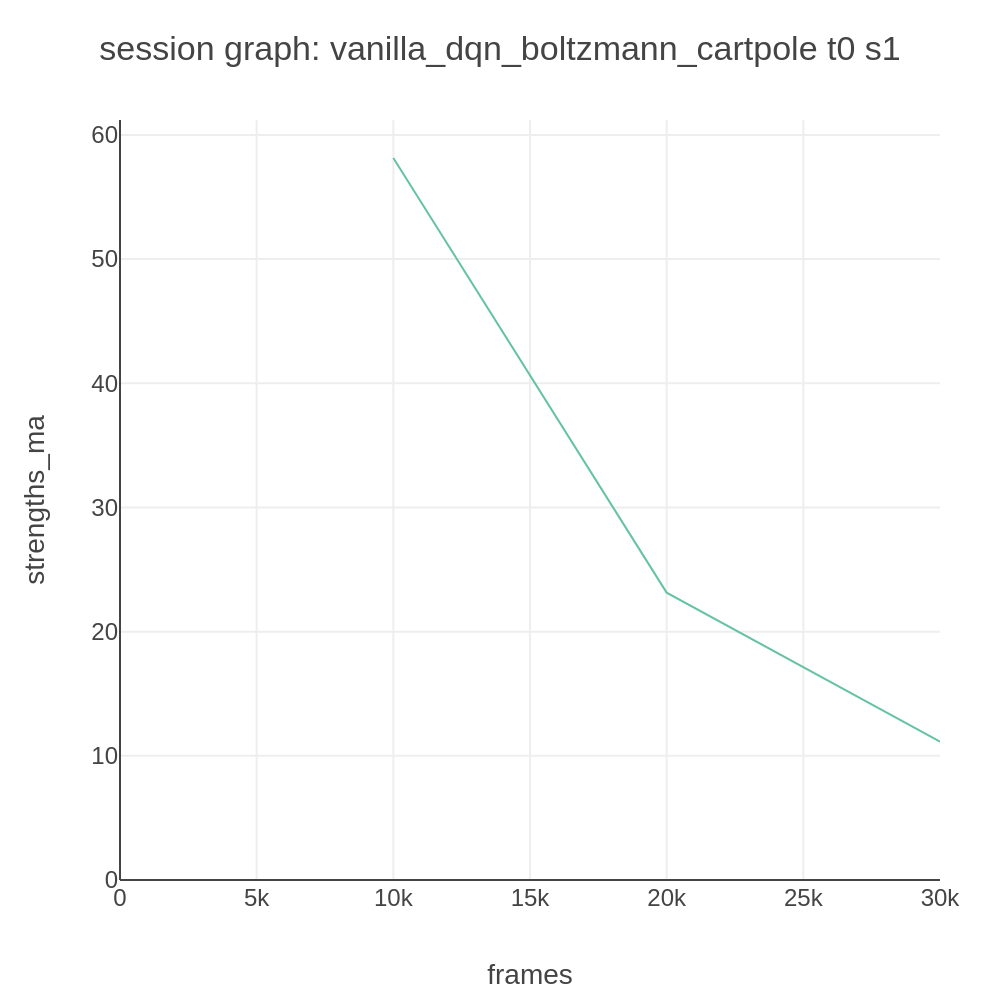 session graph: vanilla_dqn_boltzmann_cartpole t0 s1
60
50
40
30
20
10
0
strengths_ma
0 5k 10k 15k 20k 25k 30k
frames